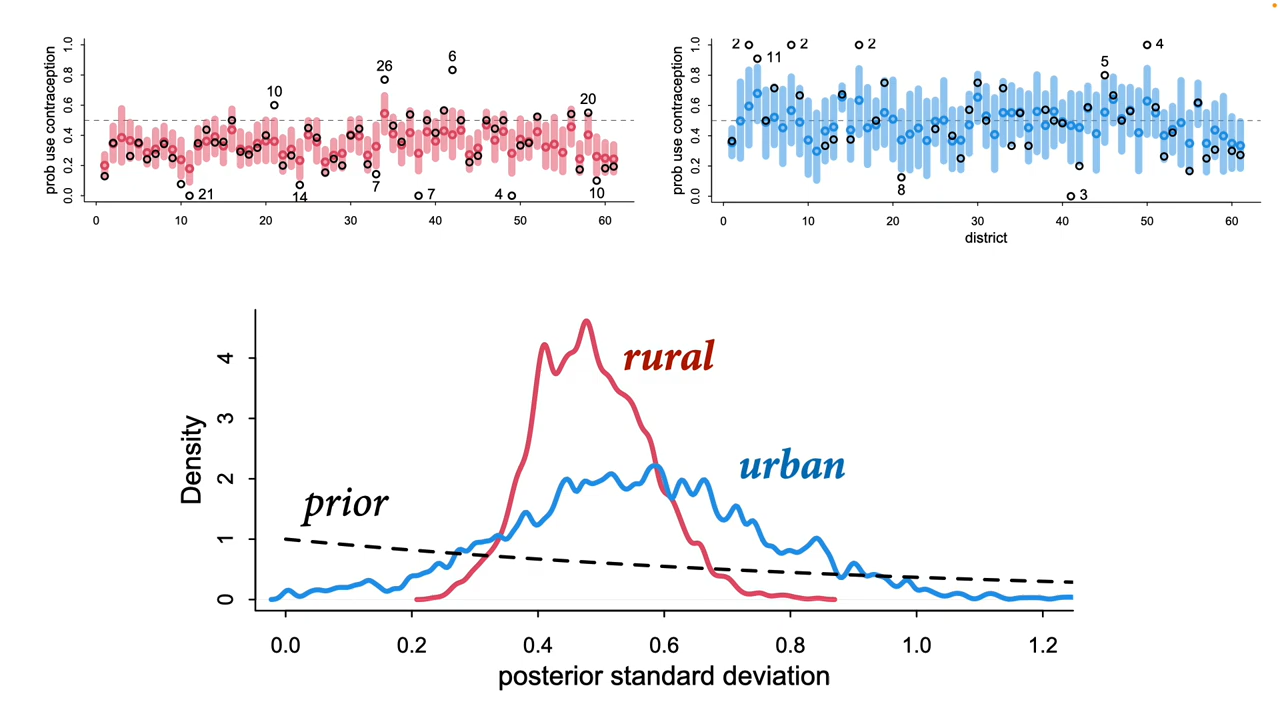 prob use contraception
0.0 0.2 0.4 0.6 0.8 1.0
21
10
14
26
7
7
6
4
20
10
0 10 20 30 40 50 60
prob use contraception
0.0 0.2 0.4 0.6 0.8 1.0
2
11
2
2
8
3
5
4
0 10 20 30 40 50 60
district
Density
0 1 2 3 4
prior
rural
urban
0.0 0.2 0.4 0.6 0.8 1.0 1.2
posterior standard deviation